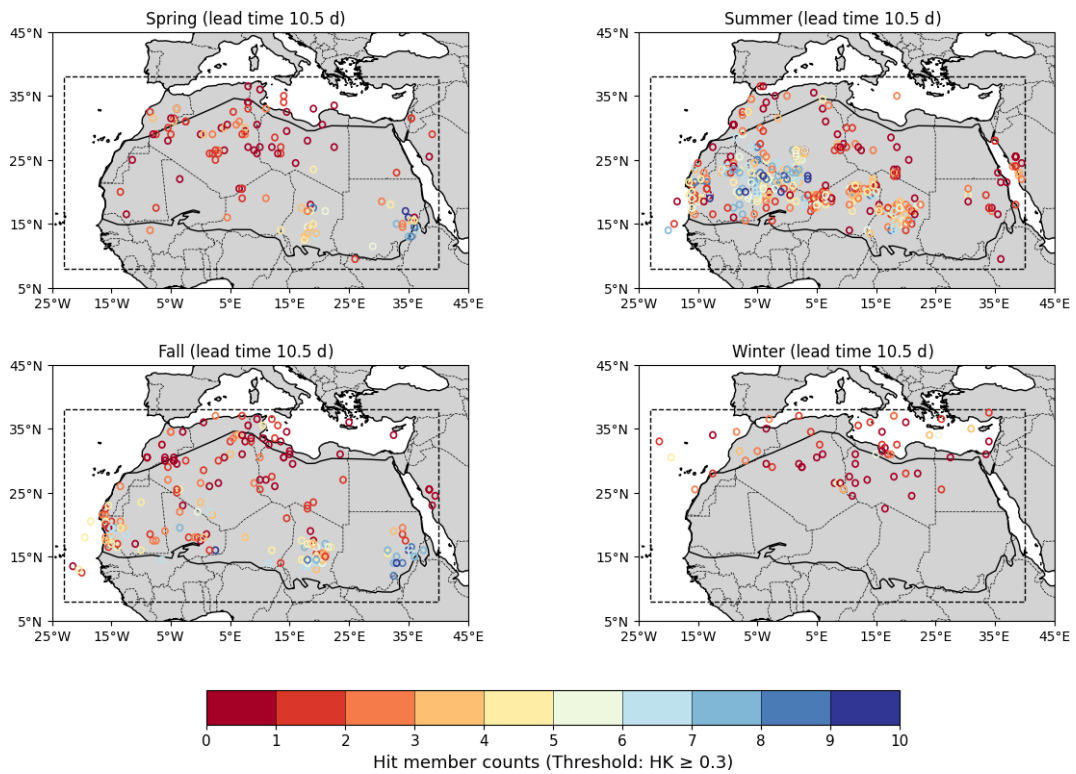 Spring (lead time 10.5 d)
45°N
35°N
25°N
15°N
5°N
25°W 15°W 5°W 5°E 15°E 25°E 35°E 45°E
Summer (lead time 10.5 d)
45°N
35°N
25°N
15°N
5°N
25°W 15°W 5°W 5°E 15°E 25°E 35°E 45°E
Fall (lead time 10.5 d)
45°N
35°N
25°N
15°N
5°N
25°W 15°W 5°W 5°E 15°E 25°E 35°E 45°E
Winter (lead time 10.5 d)
45°N
35°N
25°N
15°N
5°N
25°W 15°W 5°W 5°E 15°E 25°E 35°E 45°E
0 1 2 3 4 5 6 7 8 9 10
Hit member counts (Threshold: HK ≥ 0.3)